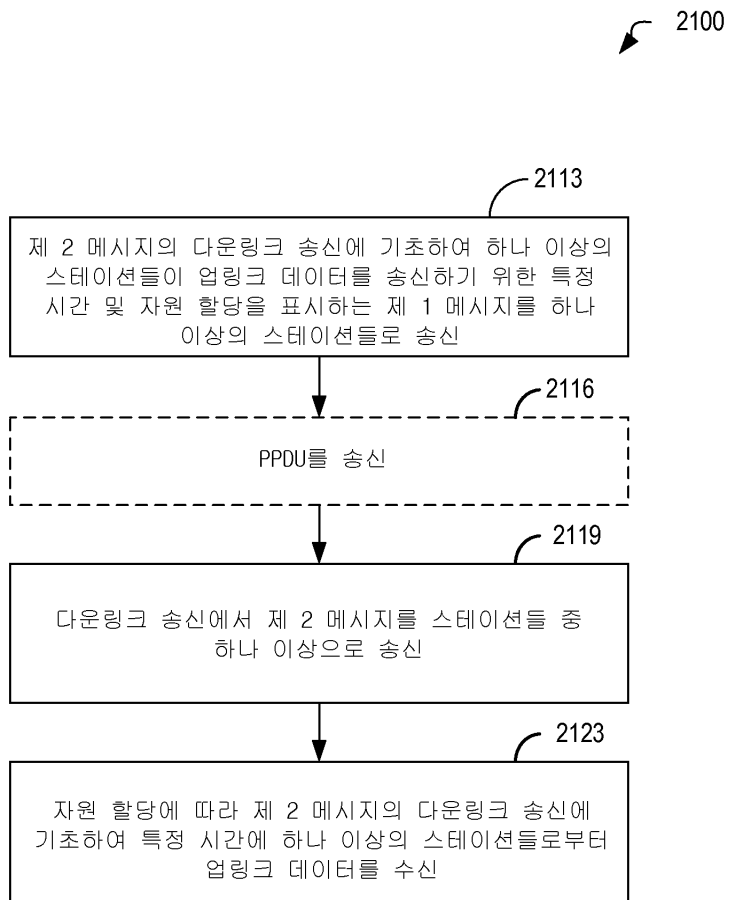 2100
2113
제 2 메시지의 다운링크 송신에 기초하여 하나 이상의
스테이션들이 업링크 데이터를 송신하기 위한 특정
시간 및 자원 할당을 표시하는 제 1 메시지를 하나
이상의 스테이션들로 송신
2116
PPDU를 송신
2119
다운링크 송신에서 제 2 메시지를 스테이션들 중
하나 이상으로 송신
2123
자원 할당에 따라 제 2 메시지의 다운링크 송신에
기초하여 특정 시간에 하나 이상의 스테이션들로부터
업링크 데이터를 수신